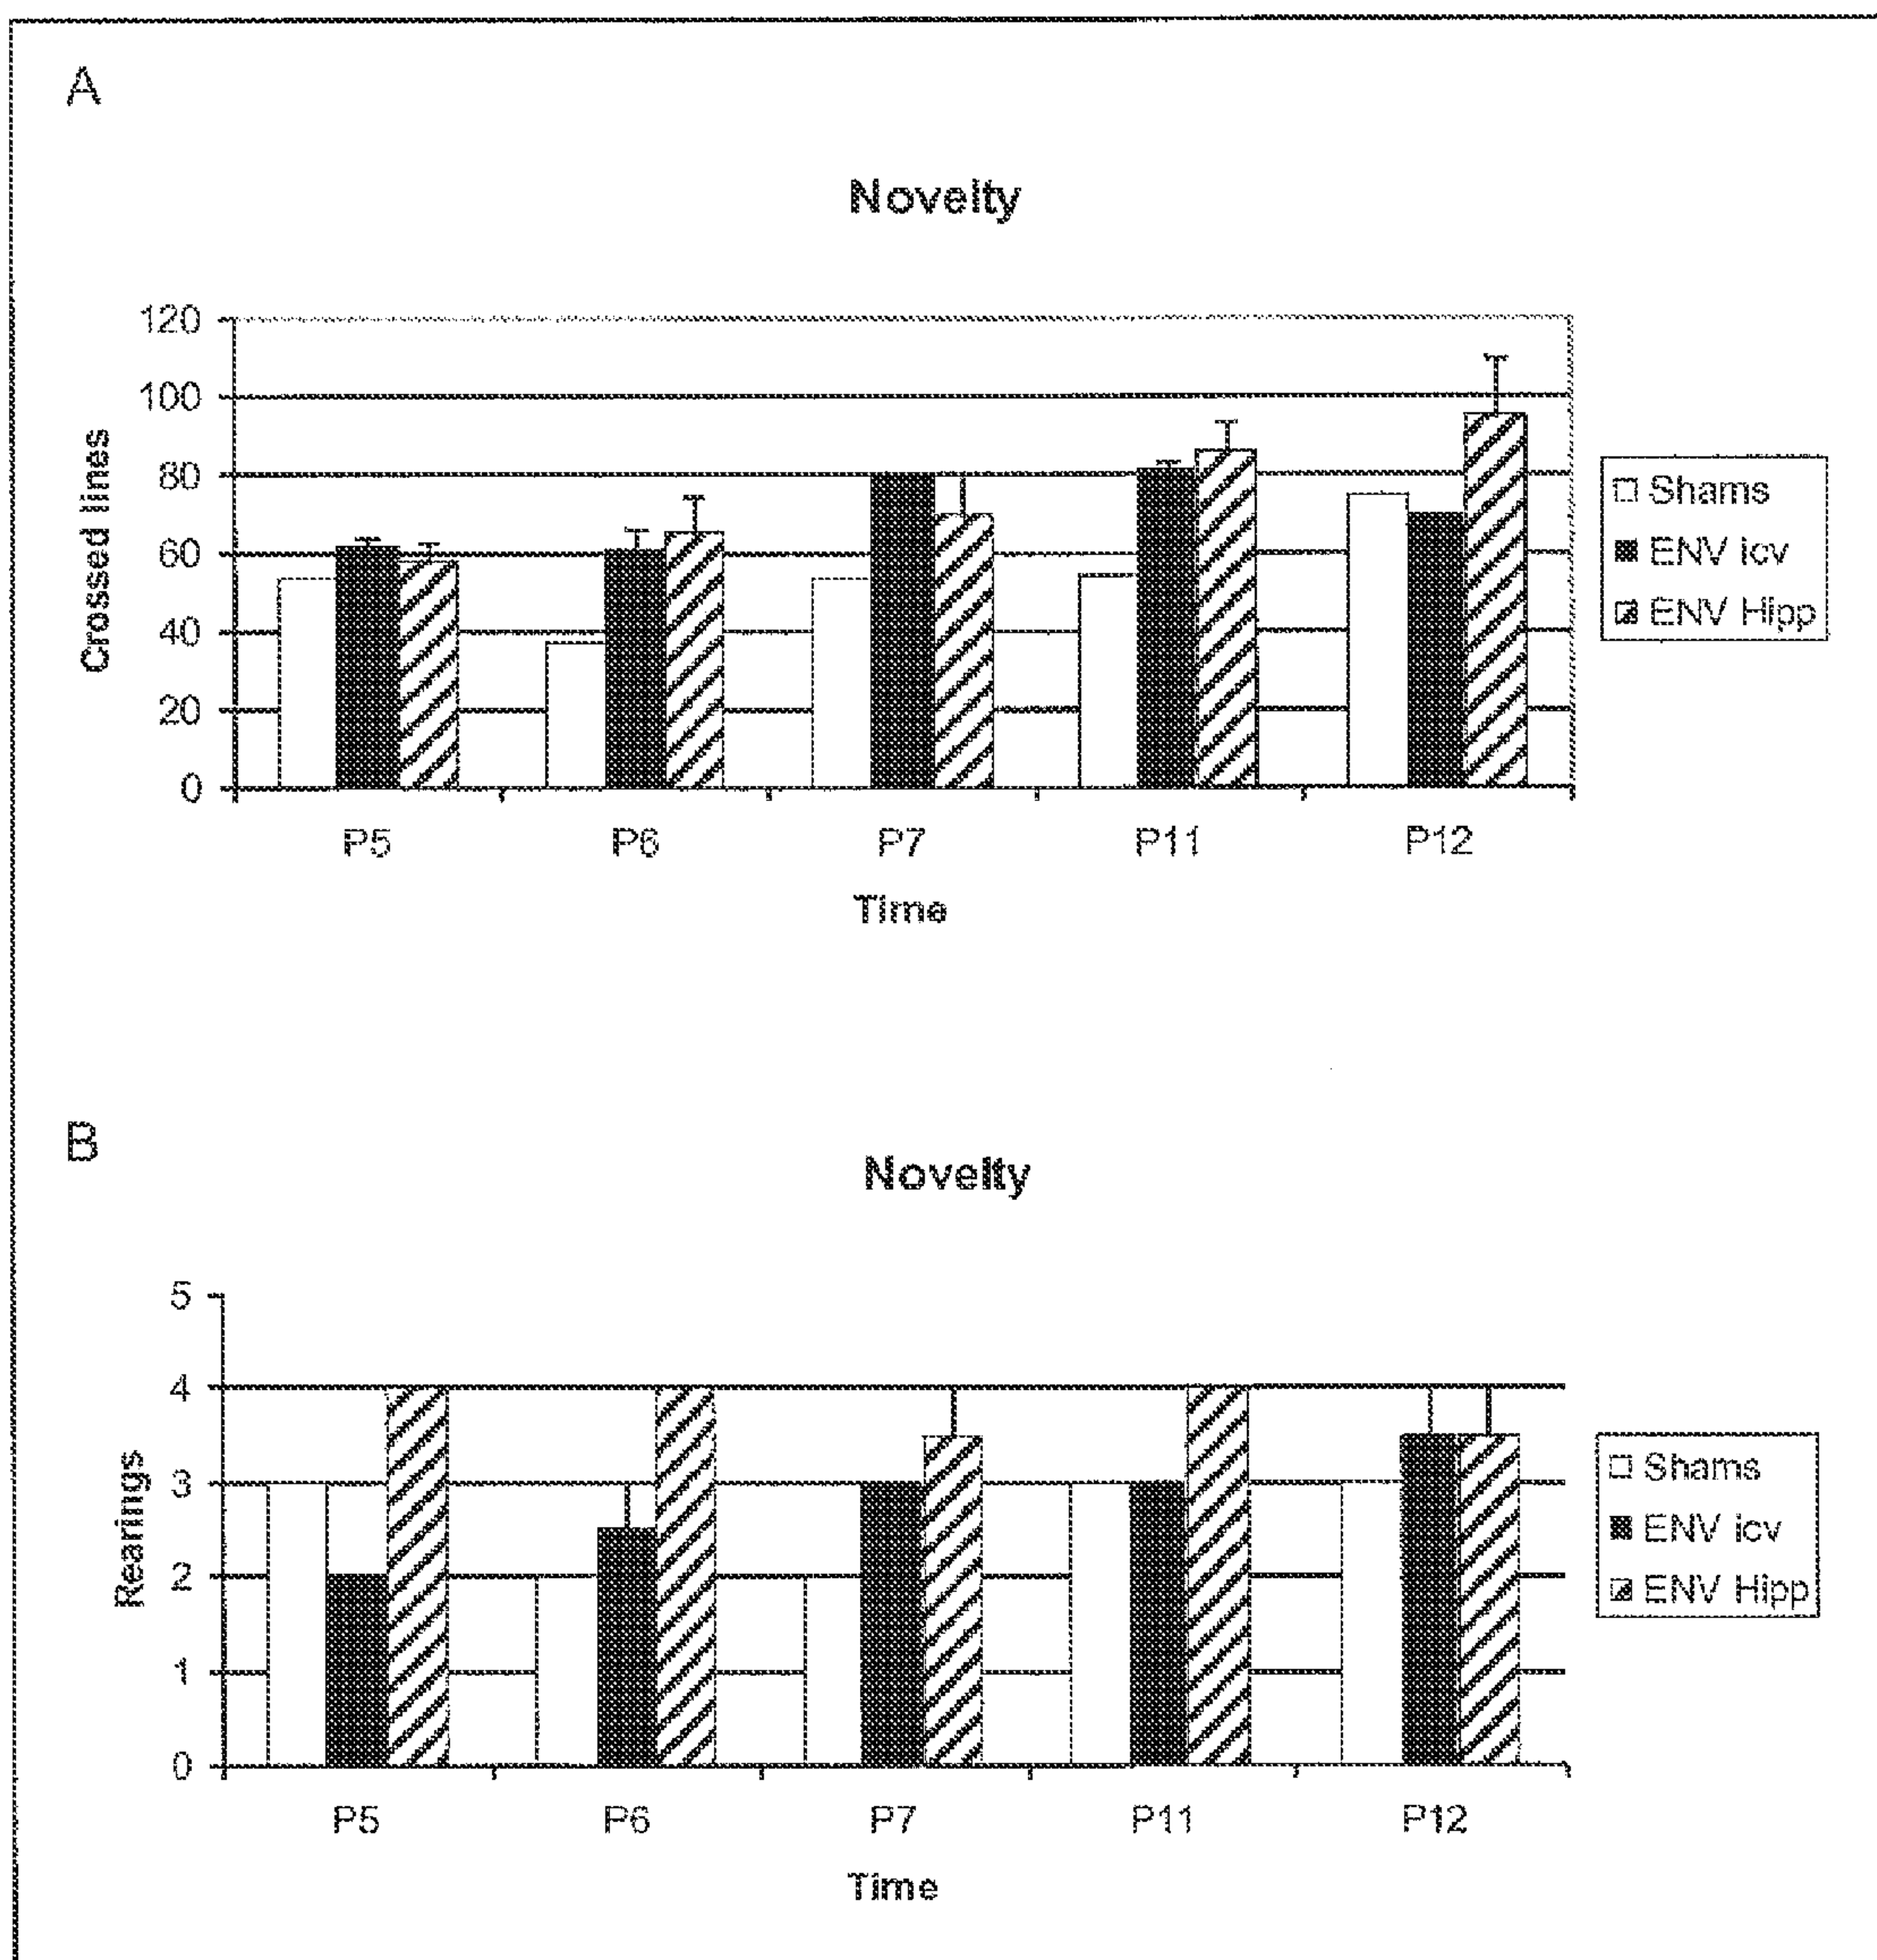 A
Novelty
120
100
80
60
40
20
0
Crossed lines
P5 P6 P7 P11 P12
Time
Shams
ENV icv
ENV Hipp
B
Novelty
5
4
3
2
1
0
Rearings
P5 P6 P7 P11 P12
Time
Shams
ENV icv
ENV Hipp